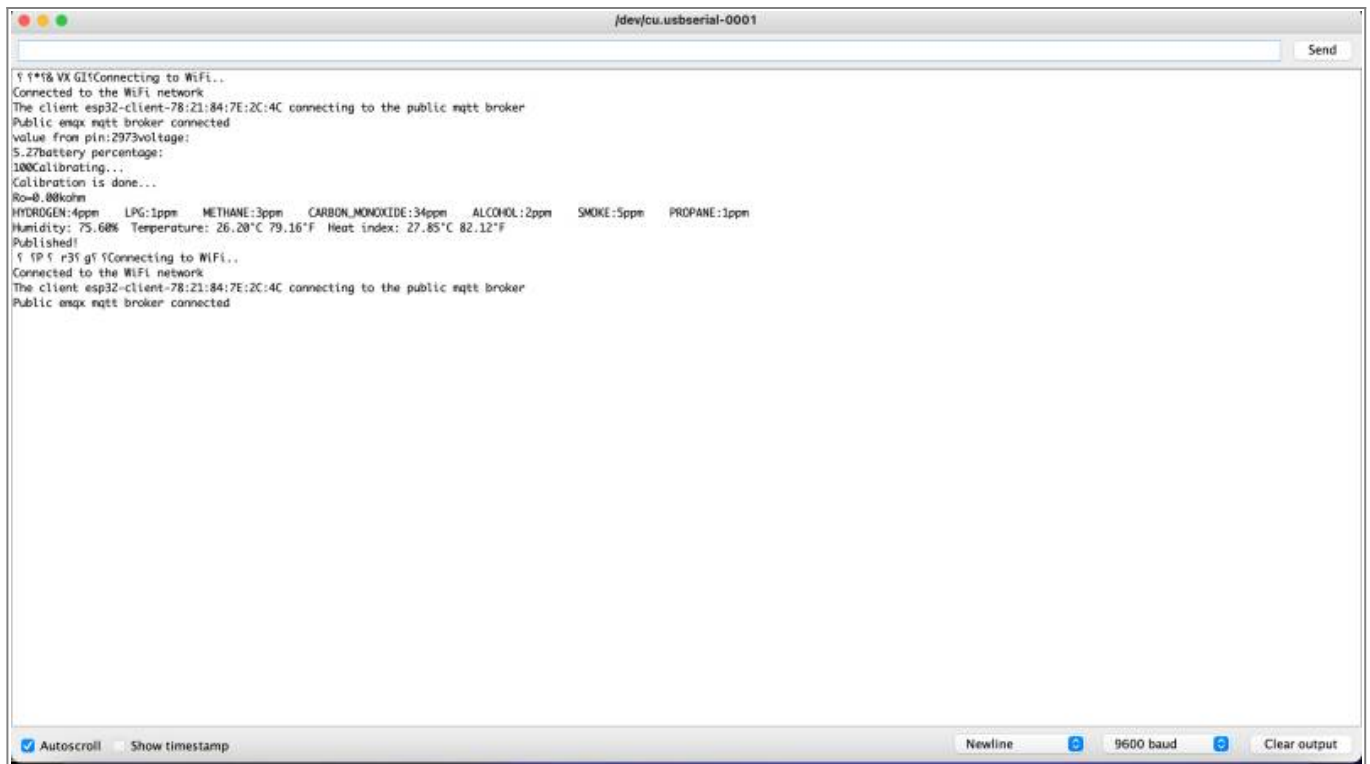 /dev/cu.usbserial-0001
Send
Connecting to WiFi..
Connected to the WiFi network
The client esp32-client-78:21:84:7E:2C:4C connecting to the public mqtt broker
Public emqx mqtt broker connected
value from pin:2973voltage:
5.27battery percentage:
100Calibrating...
Calibration is done...
Ro=0.00kohm
HYDROGEN:4ppm LPG:1ppm METHANE:3ppm CARBON_MONOXIDE:34ppm ALCOHOL:2ppm SMOKE:5ppm PROPANE:1ppm
Humidity: 75.60% Temperature: 26.20°C 79.16°F Heat index: 27.85°C 82.12°F
Published!
Connecting to WiFi..
Connected to the WiFi network
The client esp32-client-78:21:84:7E:2C:4C connecting to the public mqtt broker
Public emqx mqtt broker connected
Autoscroll Show timestamp Newline 9600 baud Clear output